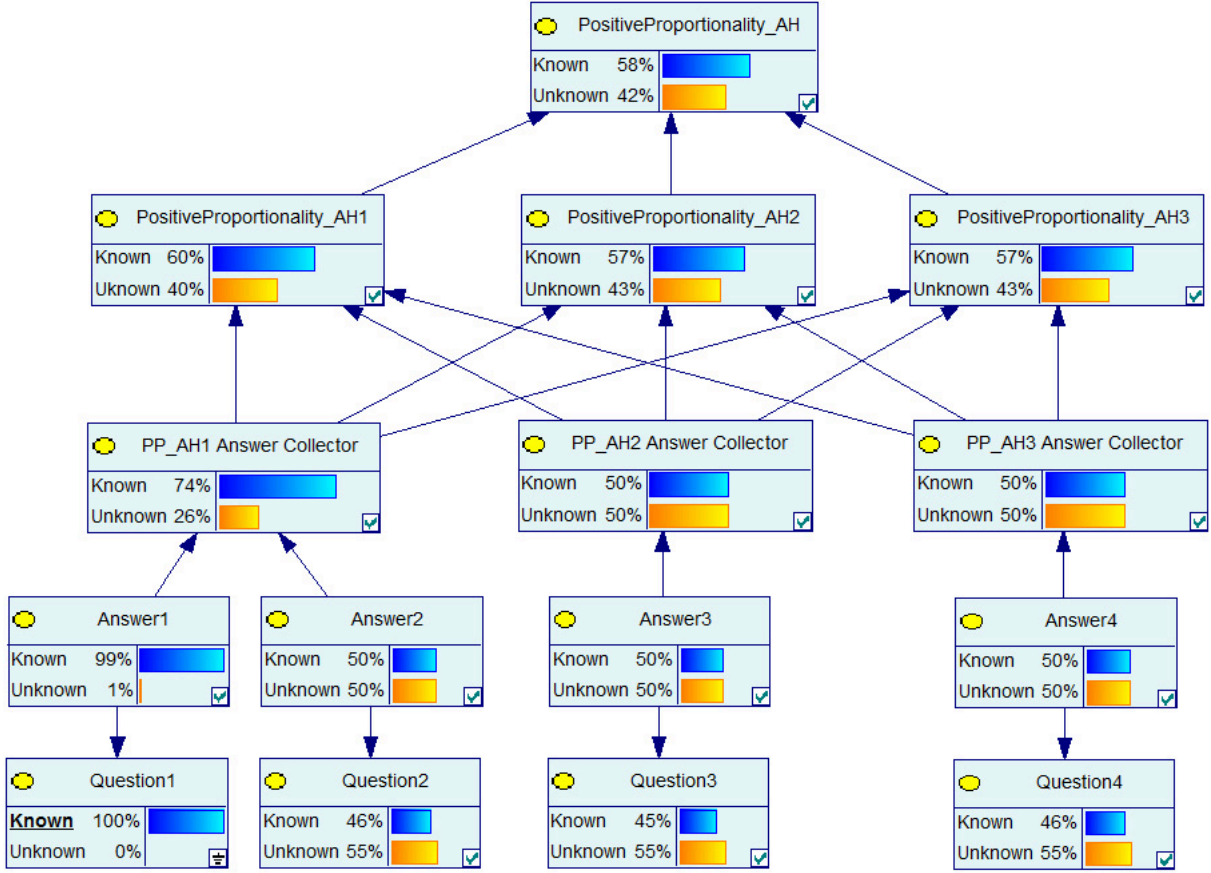 PositiveProportionality_AH
Known 58%
Unknown 42%
PositiveProportionality_AH1
Known 60%
Uknown 40%
PositiveProportionality_AH2
Known 57%
Unknown 43%
PositiveProportionality_AH3
Known 57%
Unknown 43%
PP_AH1 Answer Collector
Known 74%
Unknown 26%
PP_AH2 Answer Collector
Known 50%
Unknown 50%
PP_AH3 Answer Collector
Known 50%
Unknown 50%
Answer1
Known 99%
Unknown 1%
Answer2
Known 50%
Unknown 50%
Answer3
Known 50%
Unknown 50%
Answer4
Known 50%
Unknown 50%
Question1
Known 100%
Unknown 0%
Question2
Known 46%
Unknown 55%
Question3
Known 45%
Unknown 55%
Question4
Known 46%
Unknown 55%